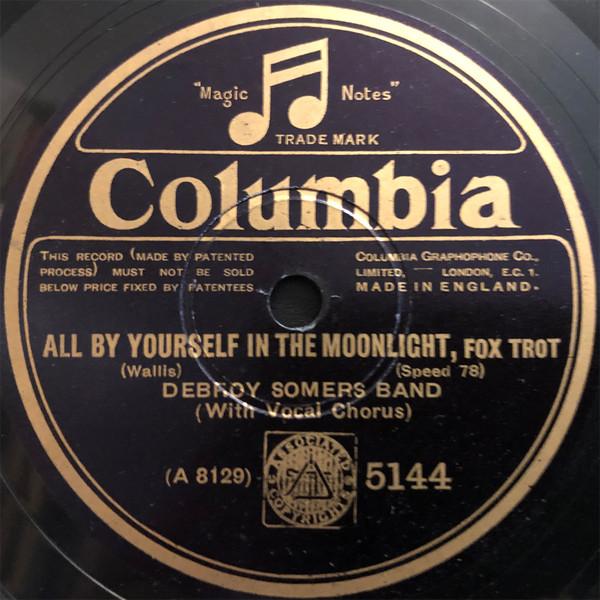 "Magic Notes"
TRADE MARK
Columbia
THIS RECORD (MADE BY PATENTED
PROCESS) MUST NOT BE SOLD
BELOW PRICE FIXED BY PATENTEES
COLUMBIA GRAPHOPHONE CO.,
LIMITED, — LONDON, E.C. 1.
MADE IN ENGLAND.
ALL BY YOURSELF IN THE MOONLIGHT, FOX TROT
(Wallis) (Speed 78)
DEBROY SOMERS BAND
(With Vocal Chorus)
(A 8129)
ASSOCIATED
COPYRIGHTS
5144